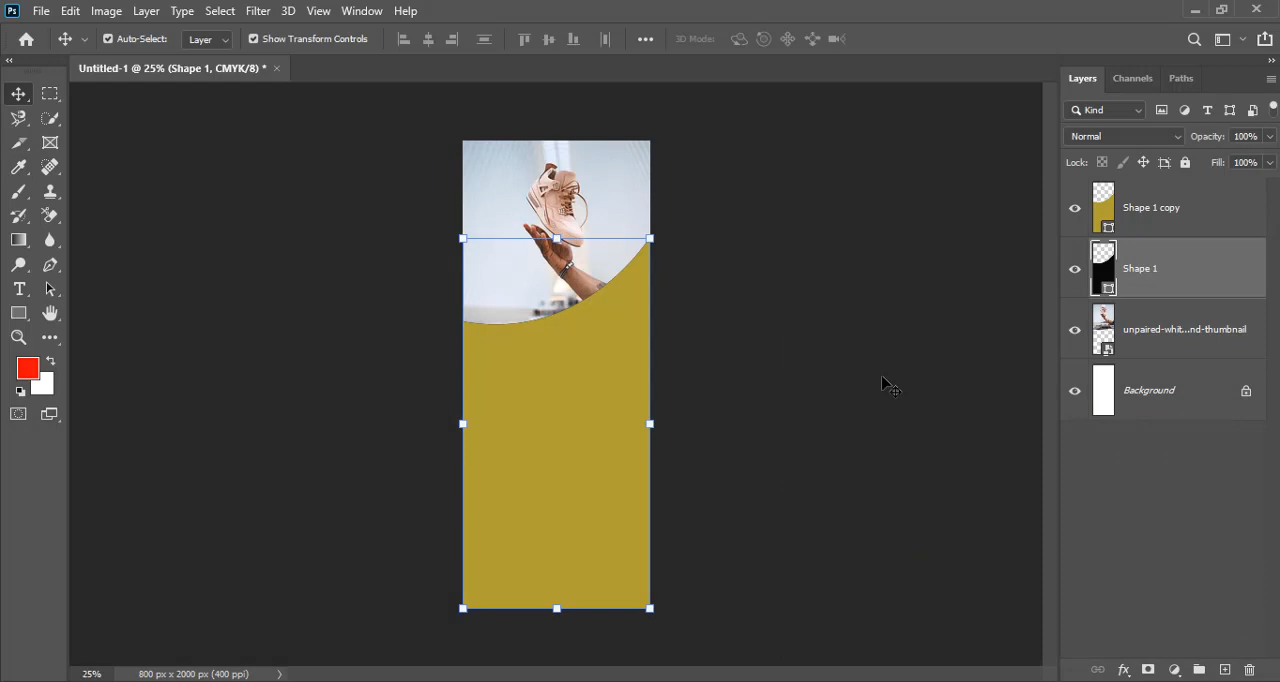 Ps File Edit Image Layer Type Select Filter 3D View Window Help
Auto-Select: Layer Show Transform Controls 3D Mode:
Untitled-1 @ 25% (Shape 1, CMYK/8) *
Layers Channels Paths
Kind
Normal Opacity: 100%
Lock: Fill: 100%
Shape 1 copy
Shape 1
unpaired-whit...nd-thumbnail
Background
T
fx
25% 800 px x 2000 px (400 ppi)